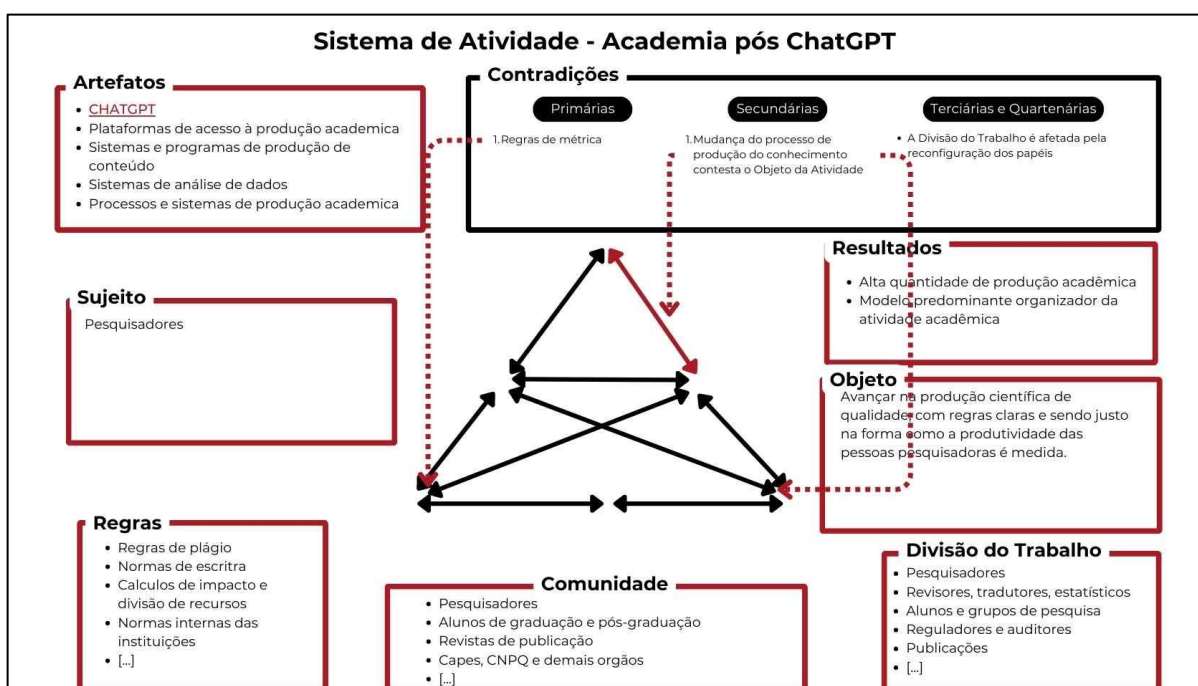 Sistema de Atividade - Academia pós ChatGPT
Artefatos
• CHATGPT
• Plataformas de acesso à produção academica
• Sistemas e programas de produção de
conteúdo
• Sistemas de análise de dados
• Processos e sistemas de produção academica
Contradições
Primárias
1. Regras de métrica
Secundárias
1. Mudança do processo de
produção do conhecimento
contesta o Objeto da Atividade
Terciárias e Quartenárias
• A Divisão do Trabalho é afetada pela
reconfiguração dos papéis
Sujeito
Pesquisadores
Resultados
• Alta quantidade de produção acadêmica
• Modelo predominante organizador da
atividade acadêmica
Objeto
Avançar na produção científica de
qualidade, com regras claras e sendo justo
na forma como a produtividade das
pessoas pesquisadoras é medida.
Regras
• Regras de plágio
• Normas de escritra
• Calculos de impacto e
divisão de recursos
• Normas internas das
instituições
• [...]
Comunidade
• Pesquisadores
• Alunos de graduação e pós-graduação
• Revistas de publicação
• Capes, CNPQ e demais orgãos
• [...]
Divisão do Trabalho
• Pesquisadores
• Revisores, tradutores, estatísticos
• Alunos e grupos de pesquisa
• Reguladores e auditores
• Publicações
• [...]